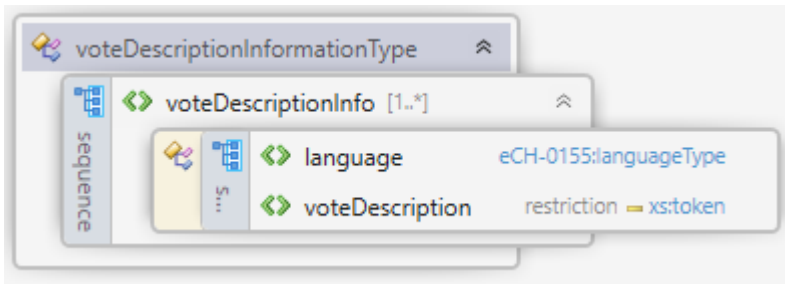 voteDescriptionInformationType
voteDescriptionInfo [1..*]
sequence
s...
language eCH-0155:languageType
voteDescription restriction xs:token